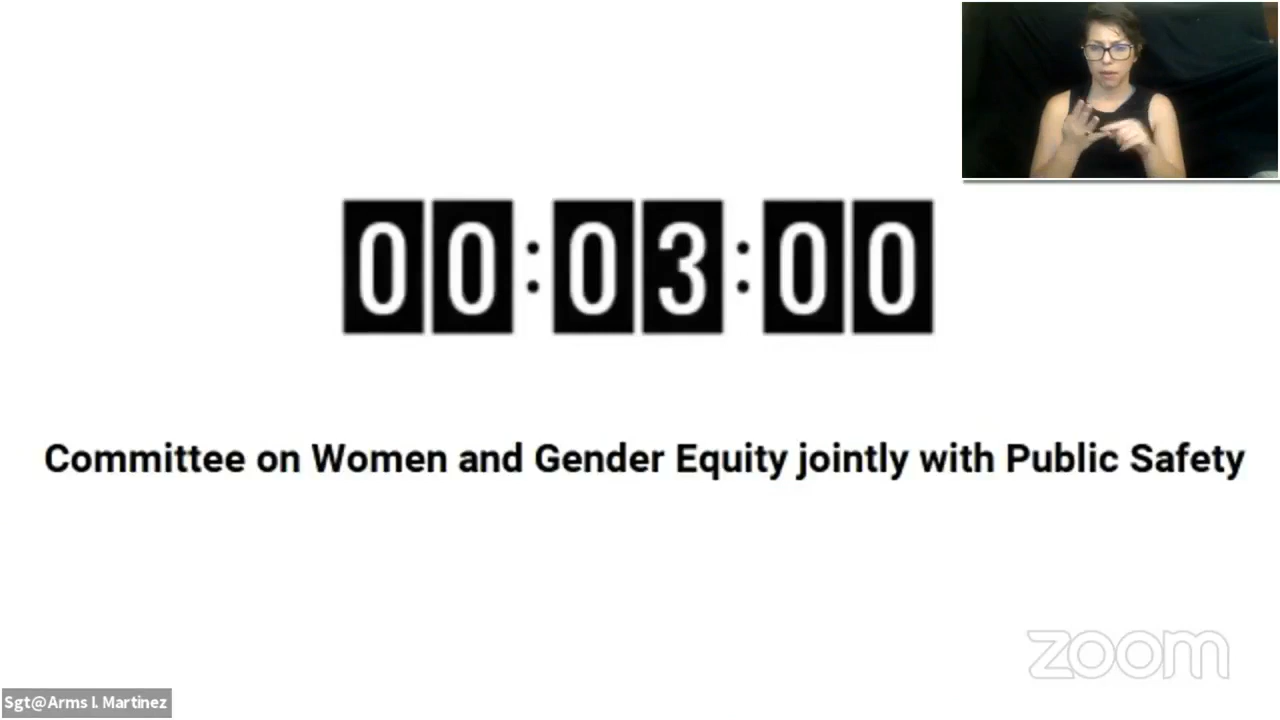 00:03:00
Committee on Women and Gender Equity jointly with Public Safety
zoom
Sgt@Arms I. Martinez